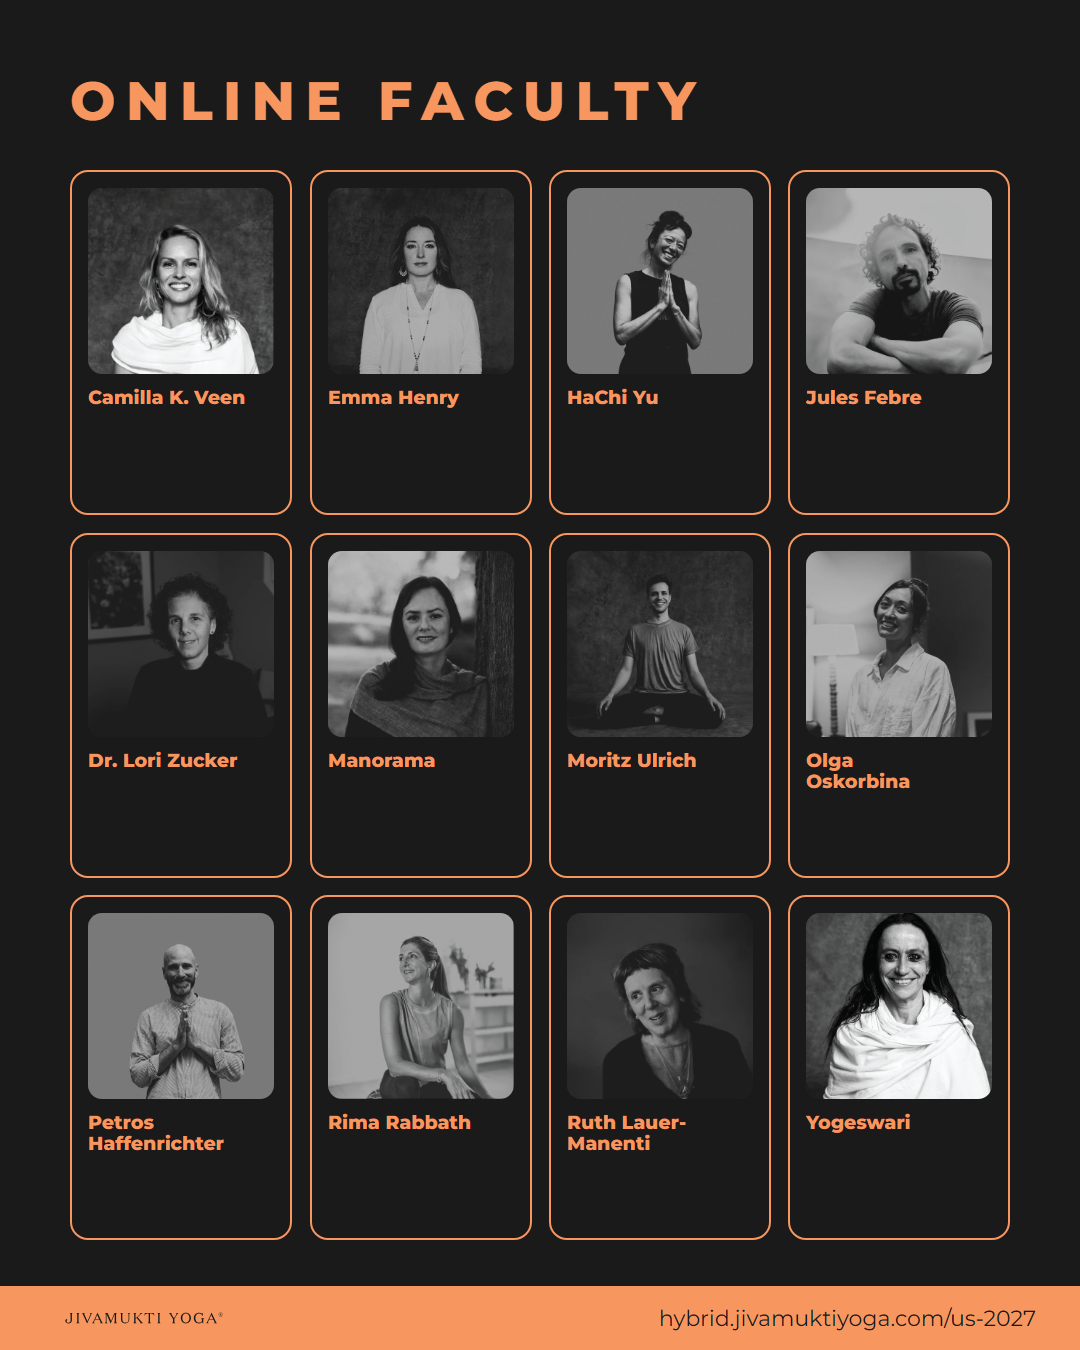 ONLINE FACULTY
Camilla K. Veen
Emma Henry
HaChi Yu
Jules Febre
Dr. Lori Zucker
Manorama
Moritz Ulrich
Olga
Oskorbina
Petros
Haffenrichter
Rima Rabbath
Ruth Lauer-
Manenti
Yogeswari
JIVAMUKTI YOGA®
hybrid.jivamuktiyoga.com/us-2027